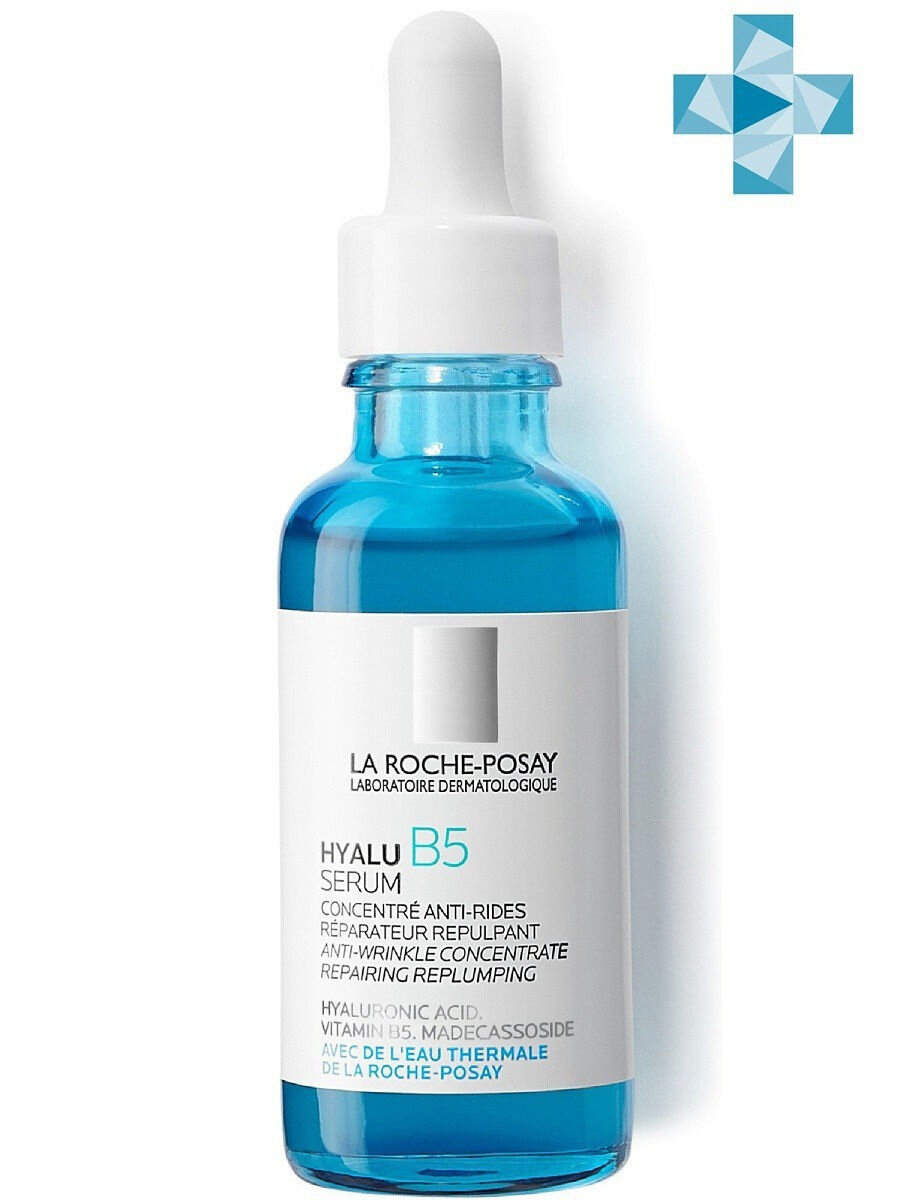 LA ROCHE-POSAY
LABORATOIRE DERMATOLOGIQUE
HYALU B5
SERUM
CONCENTRÉ ANTI-RIDES
RÉPARATEUR REPULPANT
ANTI-WRINKLE CONCENTRATE
REPAIRING REPLUMPING
HYALURONIC ACID.
VITAMIN B5. MADECASSOSIDE
AVEC DE L'EAU THERMALE
DE LA ROCHE-POSAY